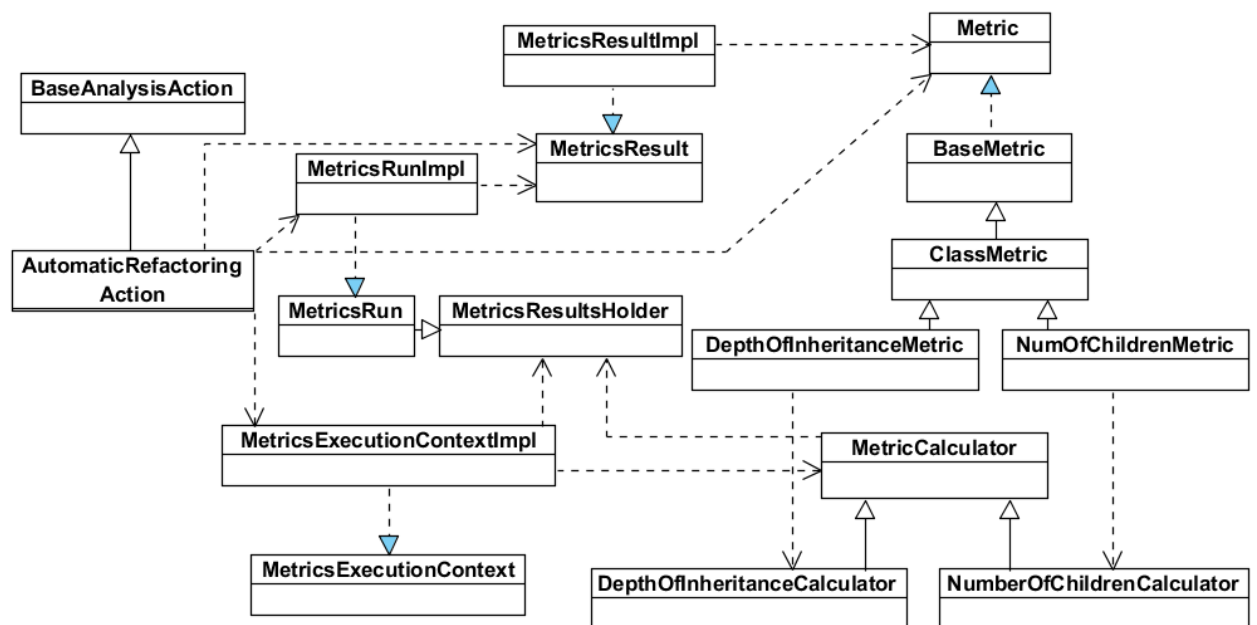 MetricsResultImpl
Metric
BaseAnalysisAction
MetricsResult
BaseMetric
MetricsRunImpl
ClassMetric
AutomaticRefactoring
Action
MetricsRun
MetricsResultsHolder
DepthOfInheritanceMetric
NumOfChildrenMetric
MetricsExecutionContextImpl
MetricCalculator
MetricsExecutionContext
DepthOfInheritanceCalculator
NumberOfChildrenCalculator